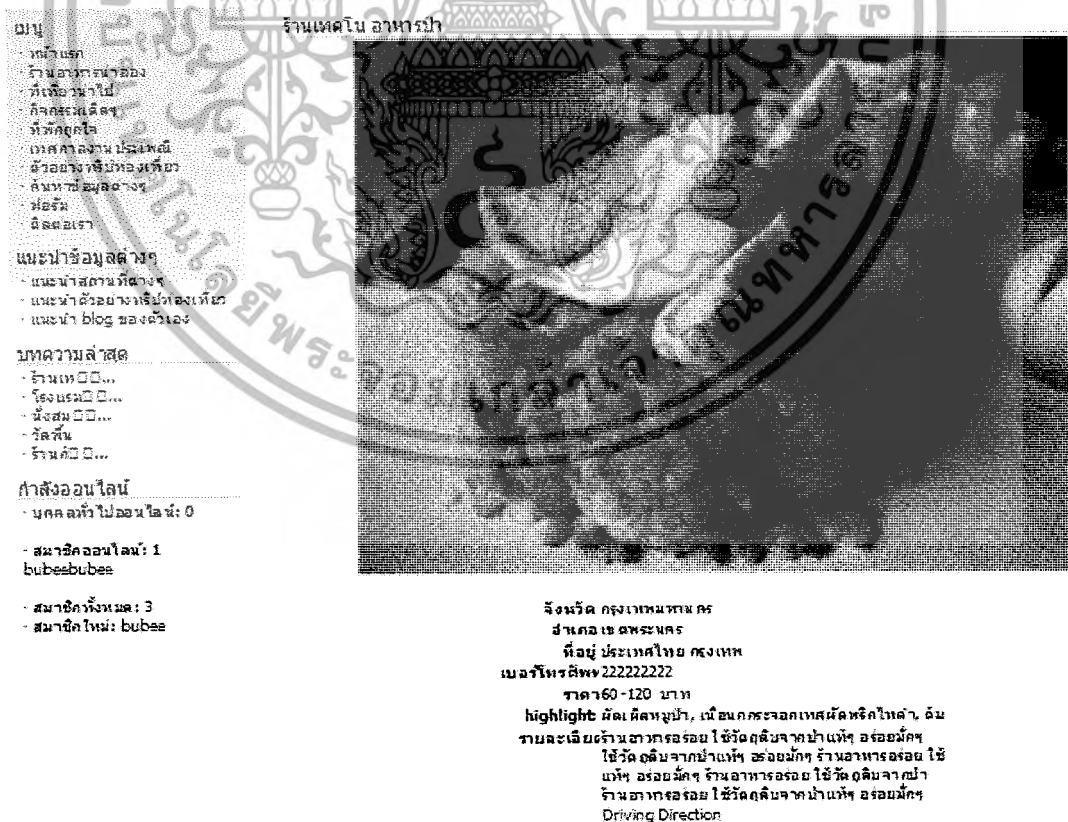 เมนู
· หน้าแรก
· ร้านอาหารน่าลอง
· ที่เที่ยวน่าไป
· กิจกรรมเด็ดๆ
· ที่พักถูกใจ
· เทศกาลงานประเพณี
· ตัวอย่างทริปท่องเที่ยว
· ค้นหาข้อมูลต่างๆ
· ฟอรั่ม
· ติดต่อเรา
แนะนำข้อมูลต่างๆ
· แนะนำสถานที่ต่างๆ
· แนะนำตัวอย่างทริปท่องเที่ยว
· แนะนำ blog ของตัวเอง
บทความล่าสุด
· ร้านเท...
· โรงแรม...
· นั่งสม...
· วัดพื้น
· ร้านก๋...
กำลังออนไลน์
· บุคคลทั่วไปออนไลน์: 0
· สมาชิกออนไลน์: 1
bubeebubee
· สมาชิกทั้งหมด: 3
· สมาชิกใหม่: bubee
ร้านเทคโน อาหารป่า
จังหวัด กรุงเทพมหานคร
อำเภอ เขตพระนคร
ที่อยู่ ประเทศไทย กรุงเทพ
เบอร์โทรศัพท์ 222222222
ราคา 60 -120 บาท
highlight: ผัดเผ็ดหมูป่า, เนื้อนกกระจอกเทศผัดพริกไทดำ, ต้ม
รายละเอียด ร้านอาหารอร่อย ใช้วัตถุดิบจากป่าแท้ๆ อร่อยมั๊กๆ
ใช้วัตถุดิบจากป่าแท้ๆ อร่อยมั๊กๆ ร้านอาหารอร่อย ใช้
แท้ๆ อร่อยมั๊กๆ ร้านอาหารอร่อย ใช้วัตถุดิบจากป่า
ร้านอาหารอร่อย ใช้วัตถุดิบจากป่าแท้ๆ อร่อยมั๊กๆ
Driving Direction